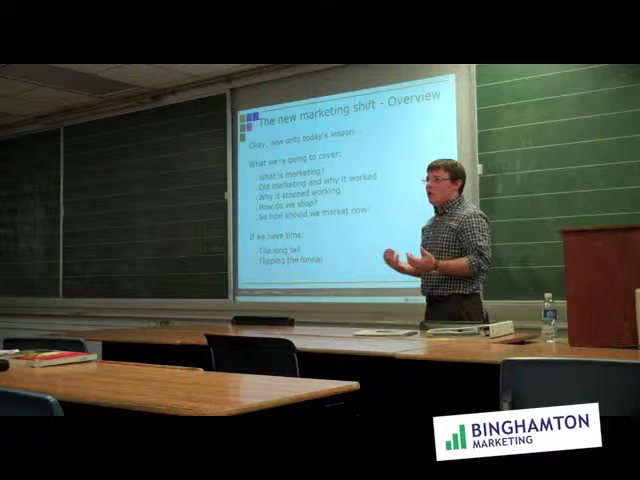 The new marketing shift - Overview
Okay, now onto today's lesson...
What we're going to cover:
What is marketing?
Old marketing and why it worked
Why it stopped working
How do we shop?
So how should we market now?
If we have time:
The long tail
Flipping the funnel
BINGHAMTON
MARKETING